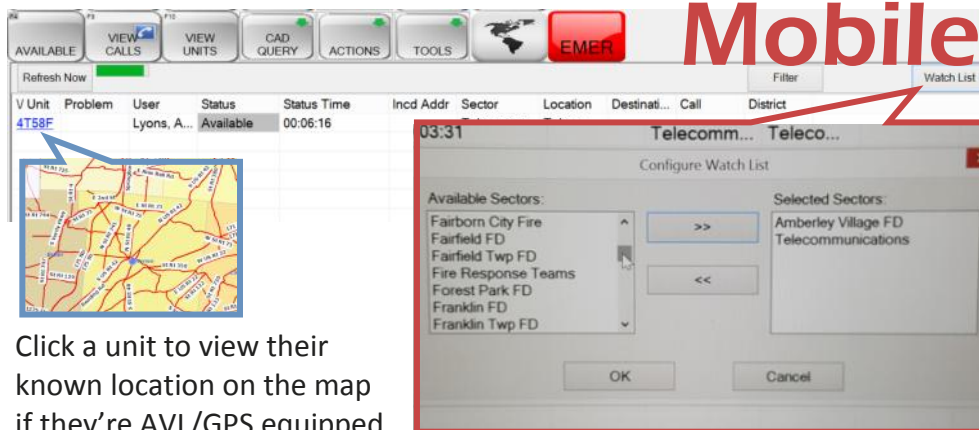 Mobile
F4
AVAILABLE
VIEW CALLS
F10
VIEW UNITS
CAD QUERY
ACTIONS
TOOLS
EMER
Refresh Now
Filter
Watch List
V Unit Problem User Status Status Time Incd Addr Sector Location Destinati... Call District
4T58F Lyons, A... Available 00:06:16
03:31 Telecomm... Teleco...
Configure Watch List
Available Sectors:
Fairborn City Fire
Fairfield FD
Fairfield Twp FD
Fire Response Teams
Forest Park FD
Franklin FD
Franklin Twp FD
>>
<<
Selected Sectors:
Amberley Village FD
Telecommunications
OK
Cancel
Click a unit to view their
known location on the map
if they're AVL/GPS equipped